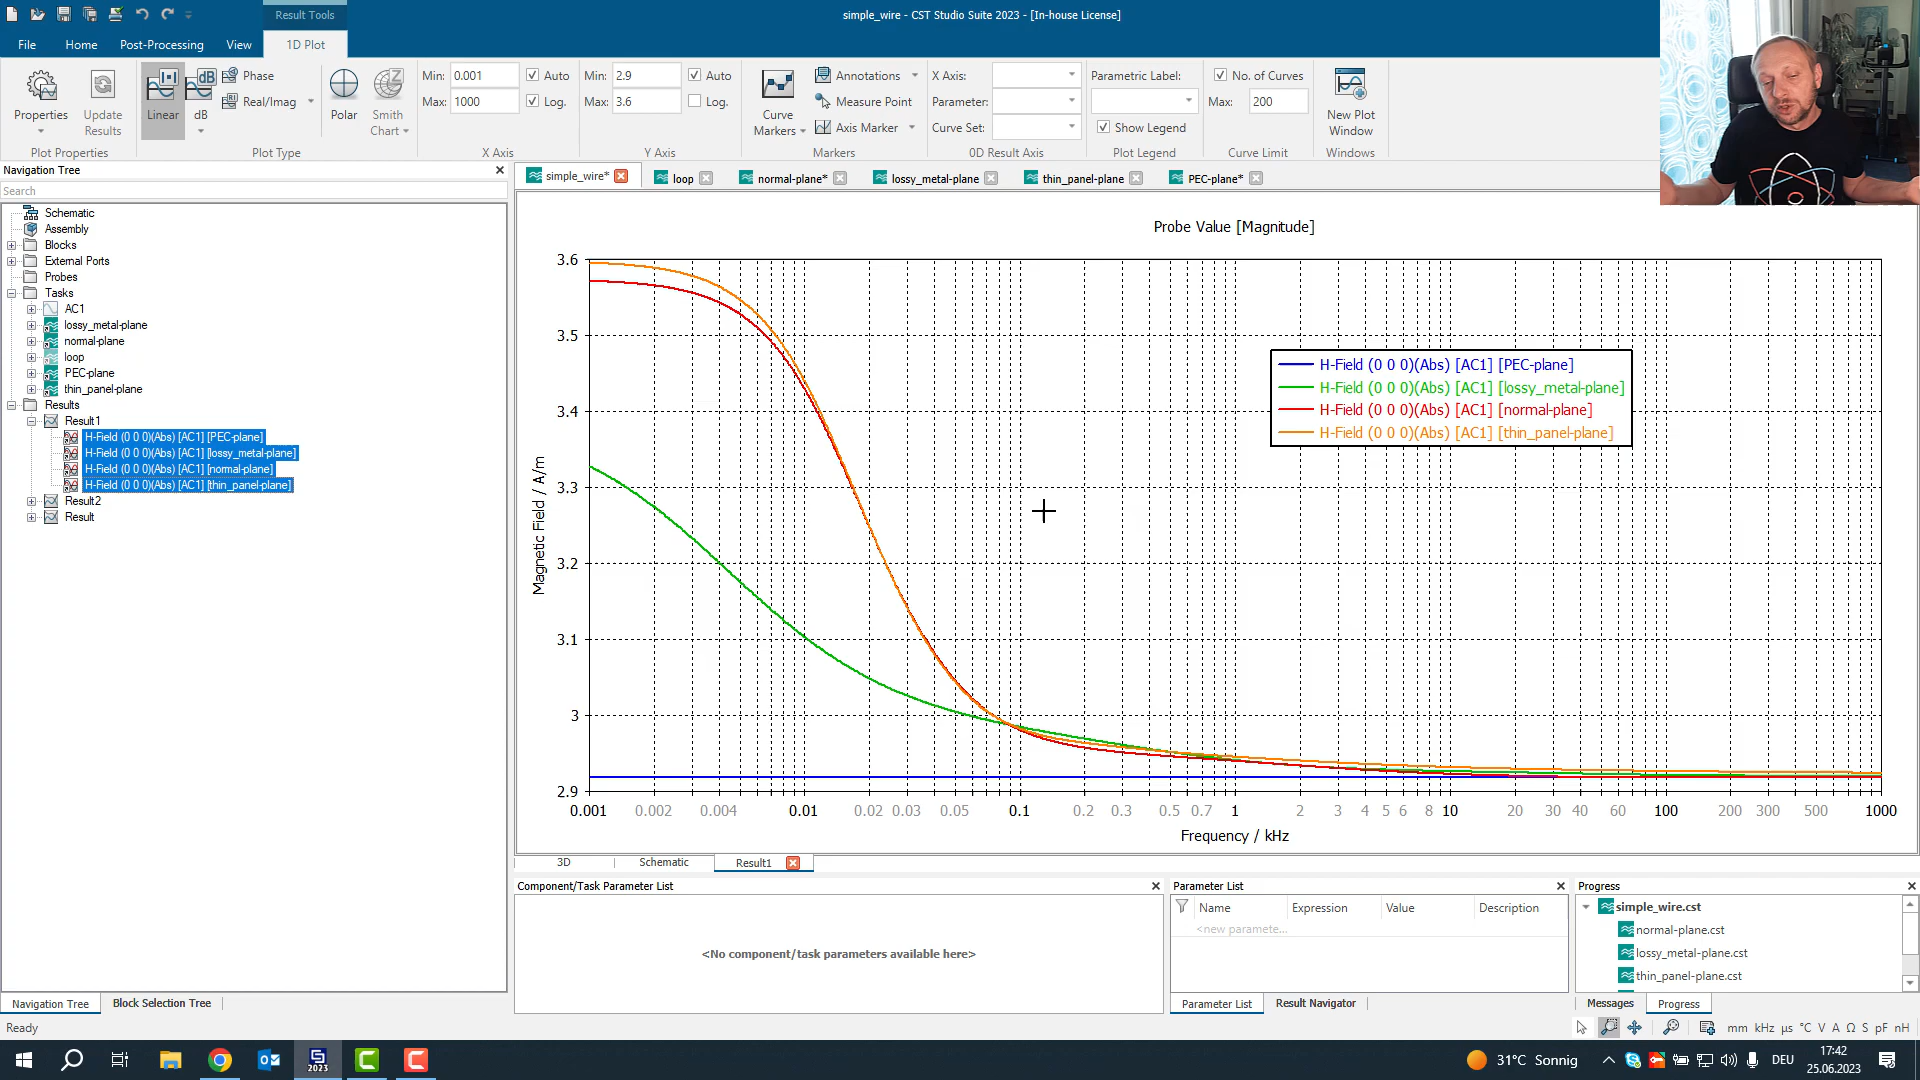 Result Tools
simple_wire - CST Studio Suite 2023 - [In-house License]
File
Home
Post-Processing
View
1D Plot
Properties
Update Results
Plot Properties
Linear
dB
Phase
Real/Imag
Polar
Smith Chart
Plot Type
Min: 0.001 Auto
Max: 1000 Log.
X Axis
Min: 2.9 Auto
Max: 3.6 Log.
Y Axis
Curve Markers
Annotations
Measure Point
Axis Marker
Markers
X Axis:
Parameter:
Curve Set:
0D Result Axis
Parametric Label:
Show Legend
Plot Legend
No. of Curves
Max: 200
Curve Limit
New Plot Window
Windows
Navigation Tree
Search
Schematic
Assembly
Blocks
External Ports
Probes
Tasks
AC1
lossy_metal-plane
normal-plane
loop
PEC-plane
thin_panel-plane
Results
Result1
H-Field (0 0 0)(Abs) [AC1] [PEC-plane]
H-Field (0 0 0)(Abs) [AC1] [lossy_metal-plane]
H-Field (0 0 0)(Abs) [AC1] [normal-plane]
H-Field (0 0 0)(Abs) [AC1] [thin_panel-plane]
Result2
Result
simple_wire*
loop
normal-plane*
lossy_metal-plane
thin_panel-plane
PEC-plane*
Probe Value [Magnitude]
3.6
3.5
3.4
3.3
3.2
3.1
3
2.9
Magnetic Field / A/m
H-Field (0 0 0)(Abs) [AC1] [PEC-plane]
H-Field (0 0 0)(Abs) [AC1] [lossy_metal-plane]
H-Field (0 0 0)(Abs) [AC1] [normal-plane]
H-Field (0 0 0)(Abs) [AC1] [thin_panel-plane]
0.001 0.002 0.004 0.01 0.02 0.03 0.05 0.1 0.2 0.3 0.5 0.7 1 2 3 4 5 6 8 10 20 30 40 60 100 200 300 500 1000
Frequency / kHz
3D
Schematic
Result1
Component/Task Parameter List
<No component/task parameters available here>
Parameter List
Name Expression Value Description
<new parame...
Progress
simple_wire.cst
normal-plane.cst
lossy_metal-plane.cst
thin_panel-plane.cst
Navigation Tree
Block Selection Tree
Parameter List
Result Navigator
Messages
Progress
Ready
mm kHz µs °C V A Ω S pF nH
2023
31°C Sonnig
DEU
17:42
25.06.2023